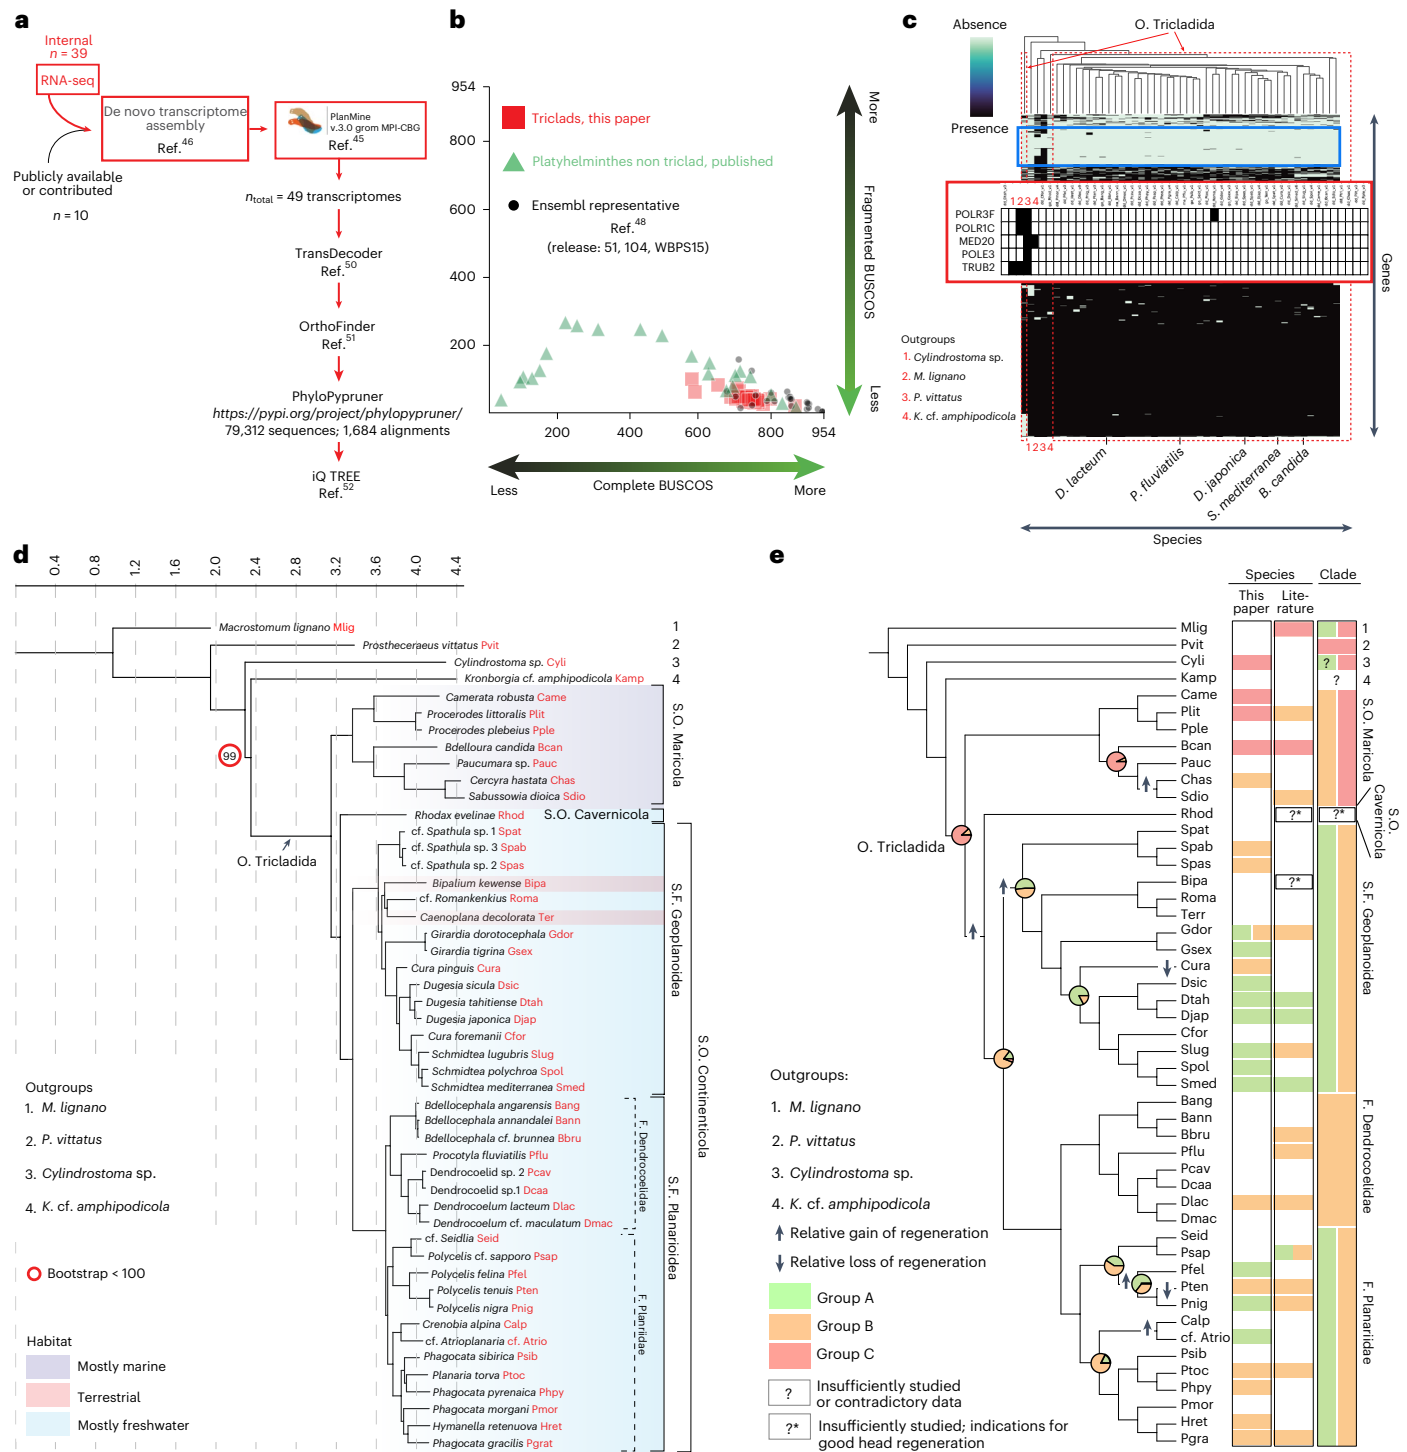 a
Internal
n = 39
RNA-seq
De novo transcriptome
assembly
Ref.46
PlanMine
v.3.0 grom MPI-CBG
Ref.45
Publicly available
or contributed
n = 10
ntotal = 49 transcriptomes
TransDecoder
Ref.50
OrthoFinder
Ref.51
PhyloPypruner
https://pypi.org/project/phylopypruner/
79,312 sequences; 1,684 alignments
iQ TREE
Ref.52
b
954
800
600
400
200
Triclads, this paper
Platyhelminthes non triclad, published
Ensembl representative
Ref.48
(release: 51, 104, WBPS15)
200
400
600
800
954
Less
Complete BUSCOS
More
More
Fragmented BUSCOS
Less
c
Absence
Presence
O. Tricladida
1234
POLR3F
POLR1C
MED20
POLE3
TRUB2
Genes
Outgroups
1. Cylindrostoma sp.
2. M. lignano
3. P. vittatus
4. K. cf. amphipodicola
1234
D. lacteum
P. fluviatilis
D. japonica
S. mediterranea
B. candida
Species
d
0.4
0.8
1.2
1.6
2.0
2.4
2.8
3.2
3.6
4.0
4.4
Macrostomum lignano Mlig
1
Prostheceraeus vittatus Pvit
2
Cylindrostoma sp. Cyli
3
Kronborgia cf. amphipodicola Kamp
4
Camerata robusta Came
Procerodes littoralis Plit
Procerodes plebeius Pple
Bdelloura candida Bcan
99
Paucumara sp. Pauc
Cercyra hastata Chas
Sabussowia dioica Sdio
S.O. Maricola
Rhodax evelinae Rhod
S.O. Cavernicola
cf. Spathula sp. 1 Spat
cf. Spathula sp. 3 Spab
cf. Spathula sp. 2 Spas
O. Tricladida
Bipalium kewense Bipa
cf. Romankenkius Roma
Caenoplana decolorata Ter
Girardia dorotocephala Gdor
Girardia tigrina Gsex
Cura pinguis Cura
Dugesia sicula Dsic
Dugesia tahitiense Dtah
Dugesia japonica Djap
Cura foremanii Cfor
Schmidtea lugubris Slug
Schmidtea polychroa Spol
Schmidtea mediterranea Smed
S.F. Geoplanoidea
S.O. Continenticola
Bdellocephala angarensis Bang
Bdellocephala annandalei Bann
Bdellocephala cf. brunnea Bbru
Procotyla fluviatilis Pflu
Dendrocoelid sp. 2 Pcav
Dendrocoelid sp.1 Dcaa
Dendrocoelum lacteum Dlac
Dendrocoelum cf. maculatum Dmac
F. Dendrocoelidae
cf. Seidlia Seid
Polycelis cf. sapporo Psap
Polycelis felina Pfel
Polycelis tenuis Pten
Polycelis nigra Pnig
Crenobia alpina Calp
cf. Atrioplanaria cf. Atrio
Phagocata sibirica Psib
Planaria torva Ptoc
Phagocata pyrenaica Phpy
Phagocata morgani Pmor
Hymanella retenuova Hret
Phagocata gracilis Pgrat
F. Planriidae
S.F. Planarioidea
Outgroups
1. M. lignano
2. P. vittatus
3. Cylindrostoma sp.
4. K. cf. amphipodicola
Bootstrap < 100
Habitat
Mostly marine
Terrestrial
Mostly freshwater
e
Species
Clade
This
paper
Lite-
rature
Mlig
1
Pvit
2
Cyli
?
3
Kamp
?
4
Came
Plit
Pple
Bcan
Pauc
Chas
Sdio
S.O. Maricola
Rhod
?*
?*
S.O.
Cavernicola
O. Tricladida
Spat
Spab
Spas
Bipa
?*
Roma
Terr
Gdor
Gsex
Cura
Dsic
Dtah
Djap
Cfor
Slug
Spol
Smed
S.F. Geoplanoidea
Bang
Bann
Bbru
Pflu
Pcav
Dcaa
Dlac
Dmac
F. Dendrocoelidae
Seid
Psap
Pfel
Pten
Pnig
Calp
cf. Atrio
Psib
Ptoc
Phpy
Pmor
Hret
Pgra
F. Planariidae
Outgroups:
1. M. lignano
2. P. vittatus
3. Cylindrostoma sp.
4. K. cf. amphipodicola
Relative gain of regeneration
Relative loss of regeneration
Group A
Group B
Group C
?
Insufficiently studied
or contradictory data
?*
Insufficiently studied; indications for
good head regeneration